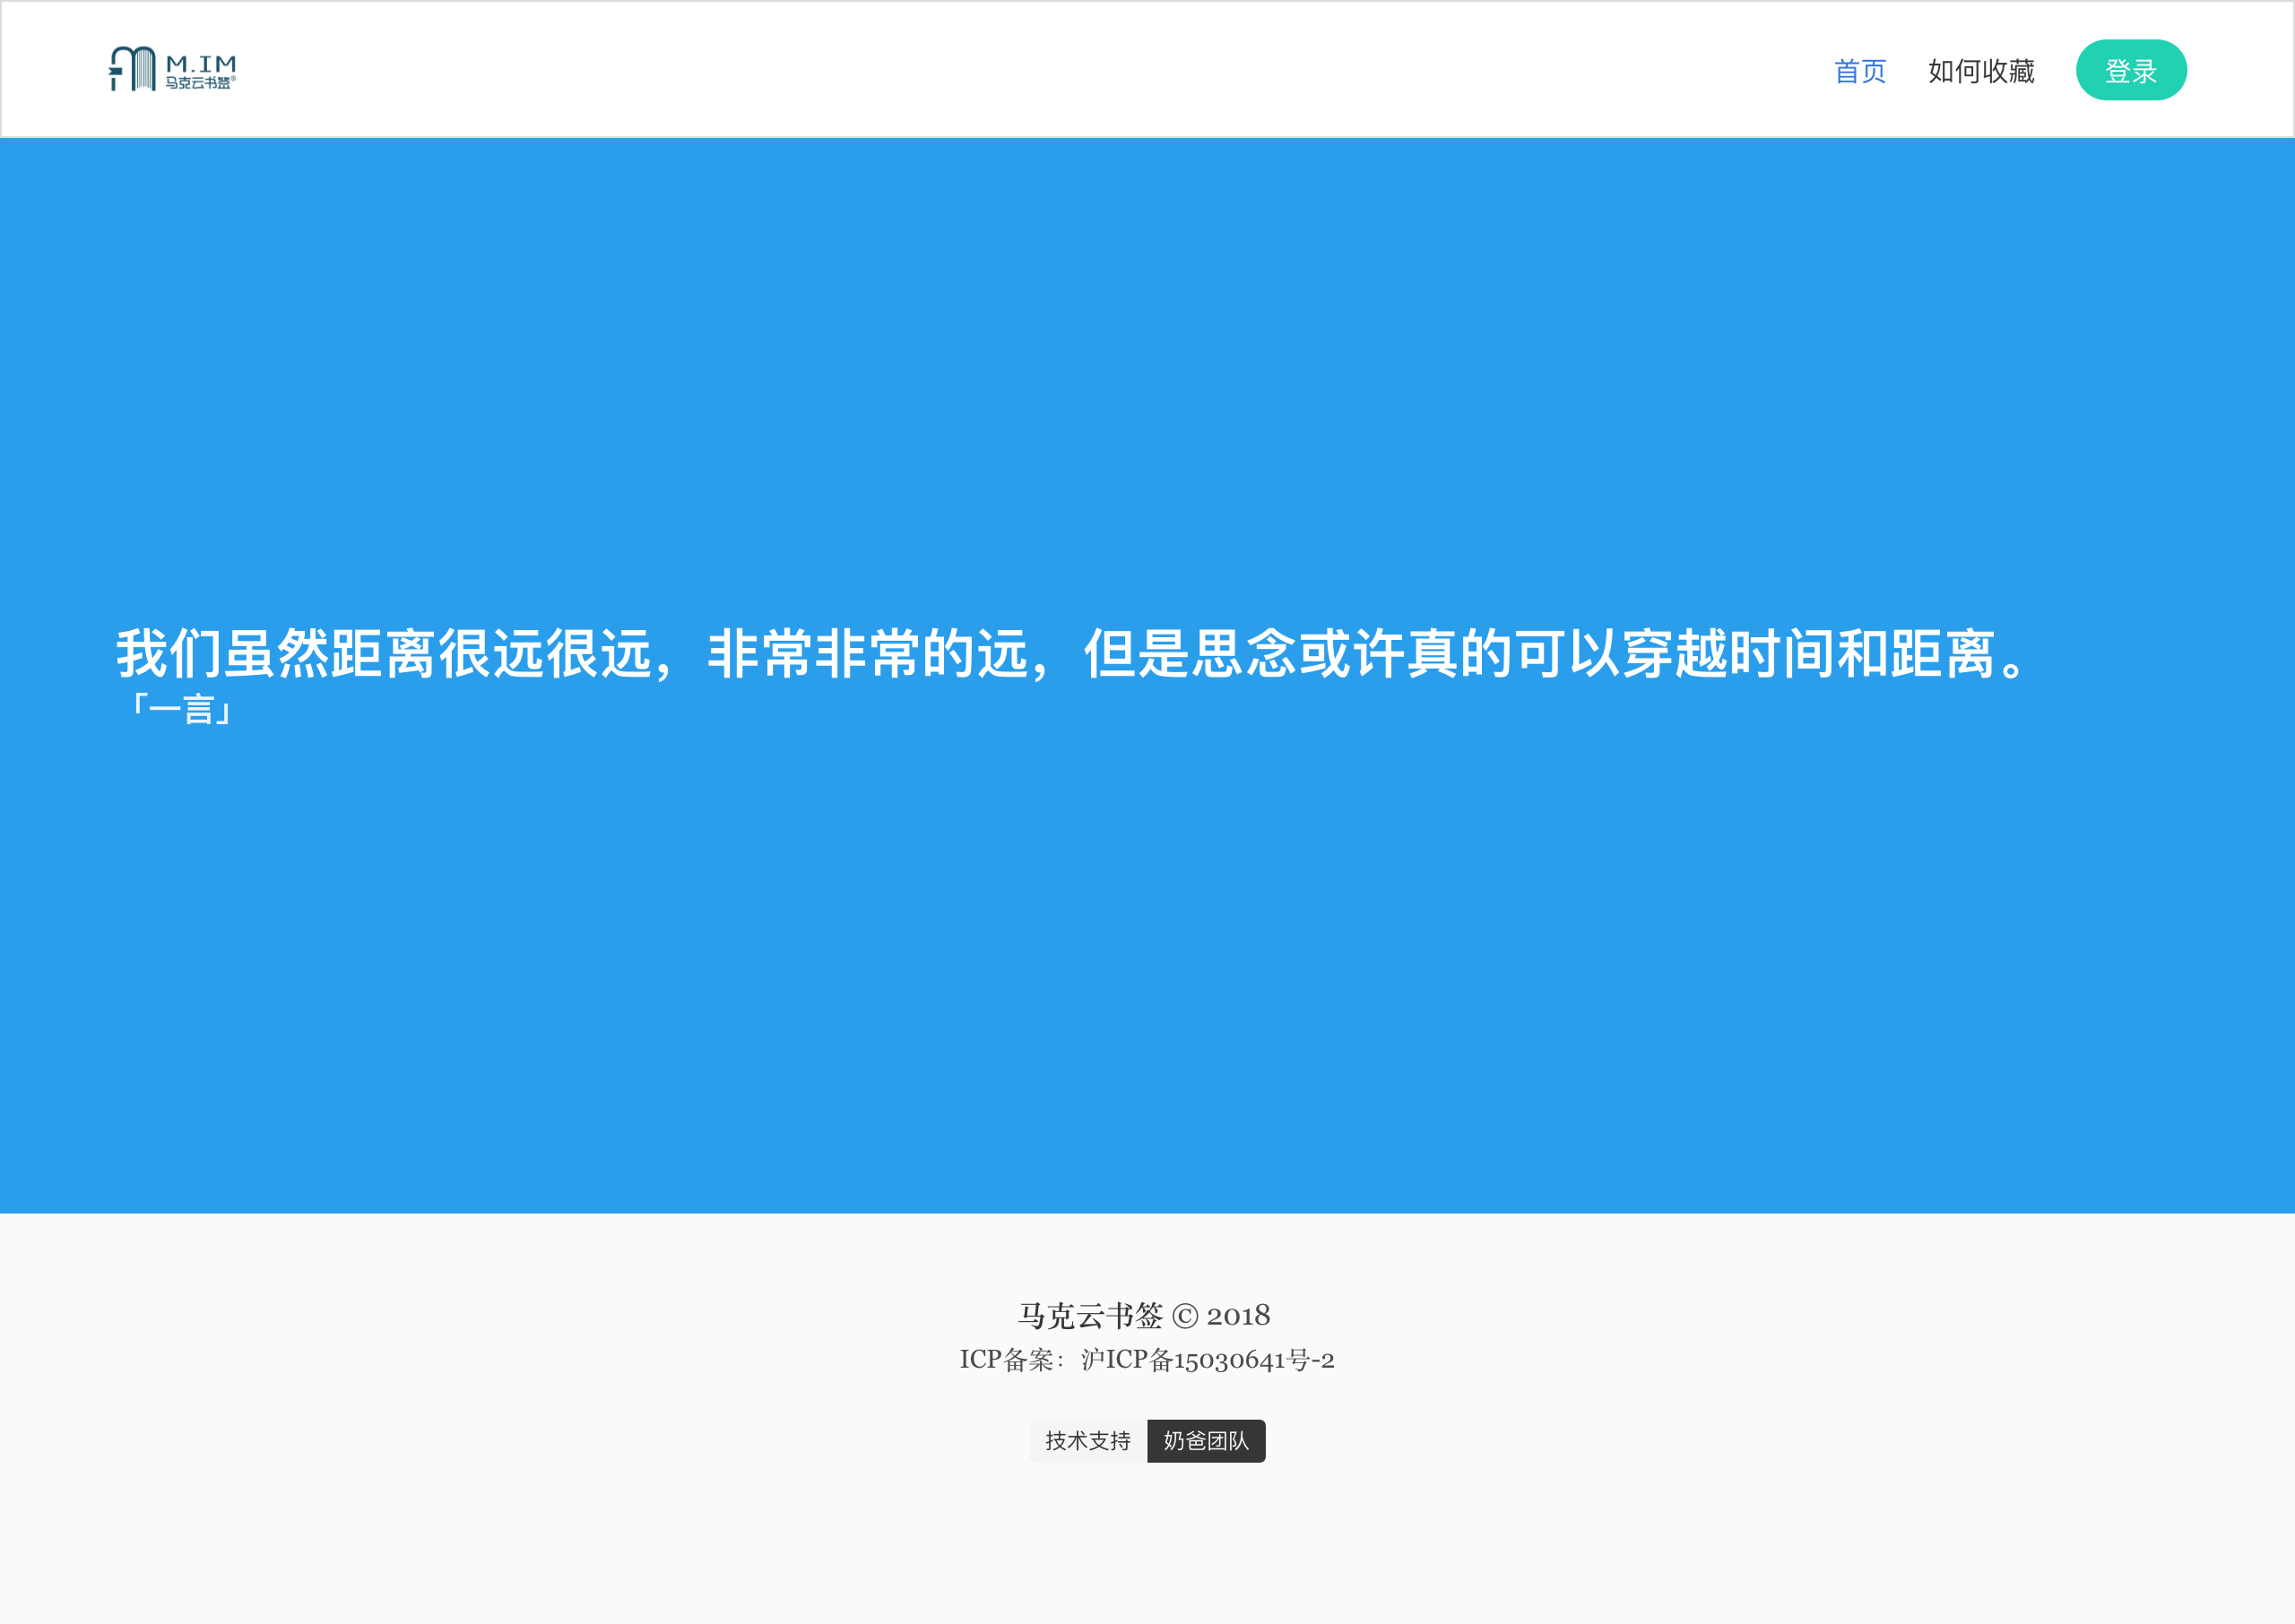 M.IM
马克云书签®
首页
如何收藏
登录
我们虽然距离很远很远，非常非常的远，但是思念或许真的可以穿越时间和距离。
「一言」
马克云书签 © 2018
ICP备案：沪ICP备15030641号-2
技术支持
奶爸团队